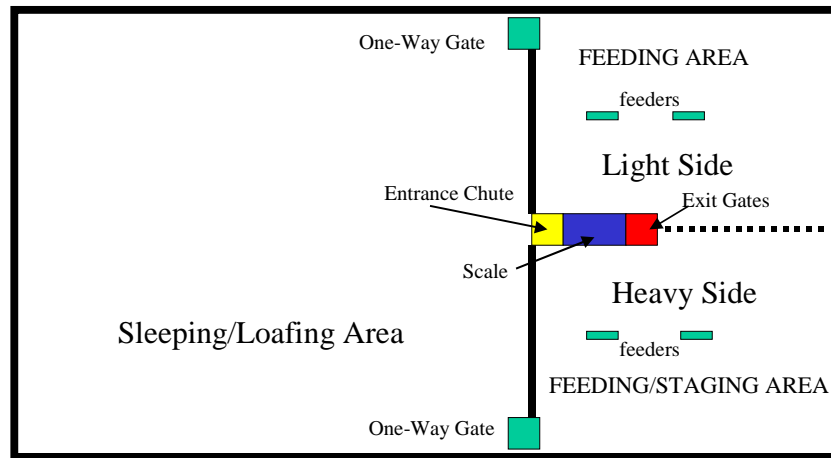 One-Way Gate
FEEDING AREA
feeders
Light Side
Entrance Chute
Exit Gates
Scale
Heavy Side
Sleeping/Loafing Area
feeders
FEEDING/STAGING AREA
One-Way Gate